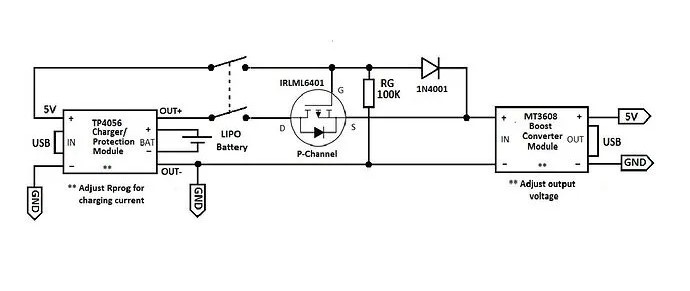 IRLML6401
G
RG
100K
1N4001
5V
OUT+
D
S
TP4056
Charger/
Protection
Module
+
+
IN
BAT
-
-
**
USB
LIPO
Battery
P-Channel
OUT-
** Adjust Rprog for
charging current
GND
GND
MT3608
Boost
Converter
Module
+
+
IN
OUT
-
-
**
5V
USB
GND
** Adjust output
voltage